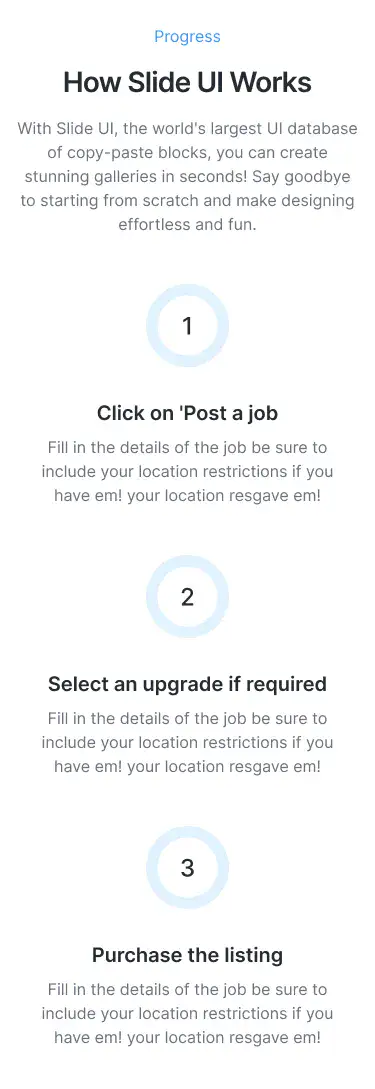 Progress
How Slide UI Works
With Slide UI, the world's largest UI database
of copy-paste blocks, you can create
stunning galleries in seconds! Say goodbye
to starting from scratch and make designing
effortless and fun.
1
Click on 'Post a job
Fill in the details of the job be sure to
include your location restrictions if you
have em! your location resgave em!
2
Select an upgrade if required
Fill in the details of the job be sure to
include your location restrictions if you
have em! your location resgave em!
3
Purchase the listing
Fill in the details of the job be sure to
include your location restrictions if you
have em! your location resgave em!